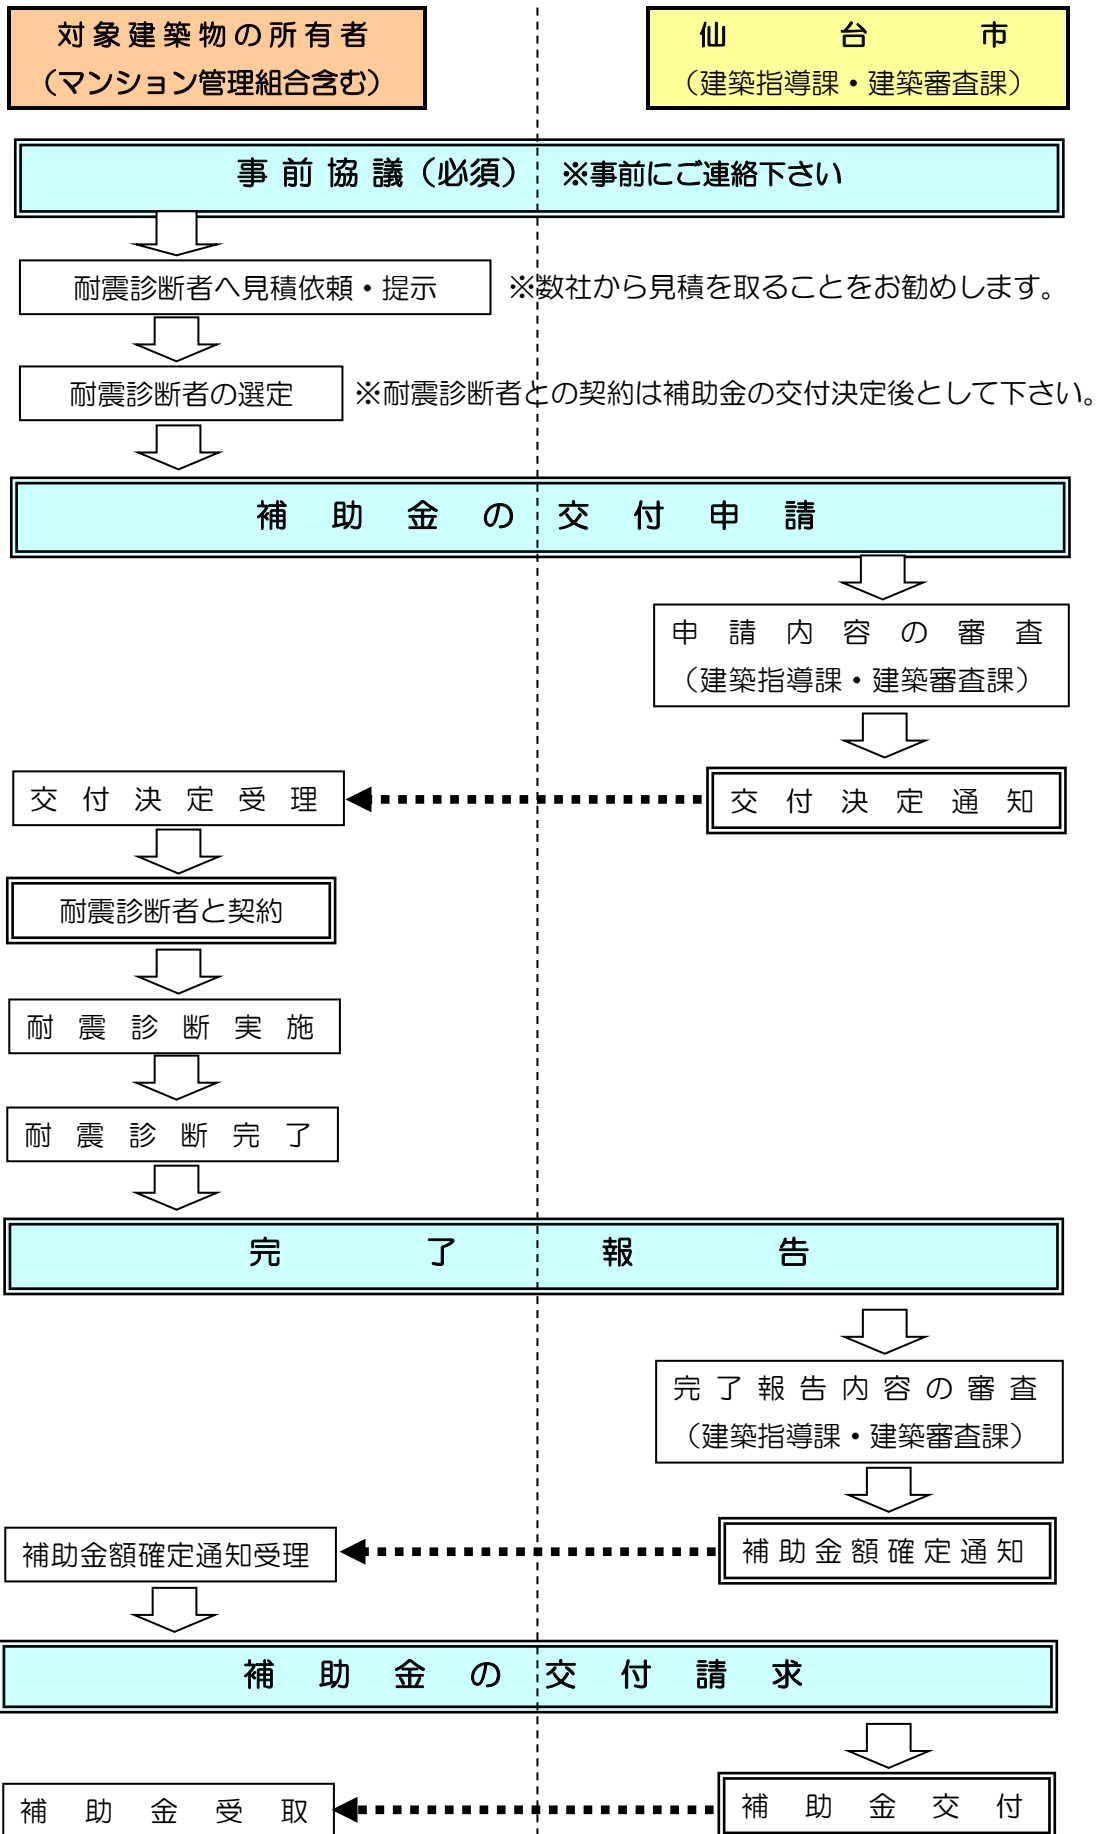 対象建築物の所有者
（マンション管理組合含む）
仙台市
（建築指導課・建築審査課）
事前協議（必須）　※事前にご連絡下さい
耐震診断者へ見積依頼・提示
※数社から見積を取ることをお勧めします。
耐震診断者の選定
※耐震診断者との契約は補助金の交付決定後として下さい。
補助金の交付申請
申請内容の審査
（建築指導課・建築審査課）
交付決定受理
交付決定通知
耐震診断者と契約
耐震診断実施
耐震診断完了
完了報告
完了報告内容の審査
（建築指導課・建築審査課）
補助金額確定通知受理
補助金額確定通知
補助金の交付請求
補助金受取
補助金交付